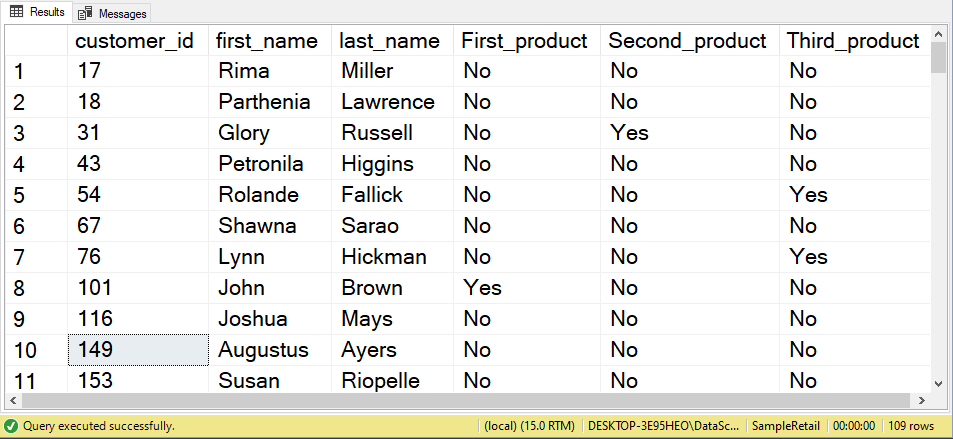 Results Messages
customer_id first_name last_name First_product Second_product Third_product
1 17 Rima Miller No No No
2 18 Parthenia Lawrence No No No
3 31 Glory Russell No Yes No
4 43 Petronila Higgins No No No
5 54 Rolande Fallick No No Yes
6 67 Shawna Sarao No No No
7 76 Lynn Hickman No No Yes
8 101 John Brown Yes No No
9 116 Joshua Mays No No No
10 149 Augustus Ayers No No No
11 153 Susan Riopelle No No No
Query executed successfully. (local) (15.0 RTM) DESKTOP-3E95HEO\DataSc... SampleRetail 00:00:00 109 rows